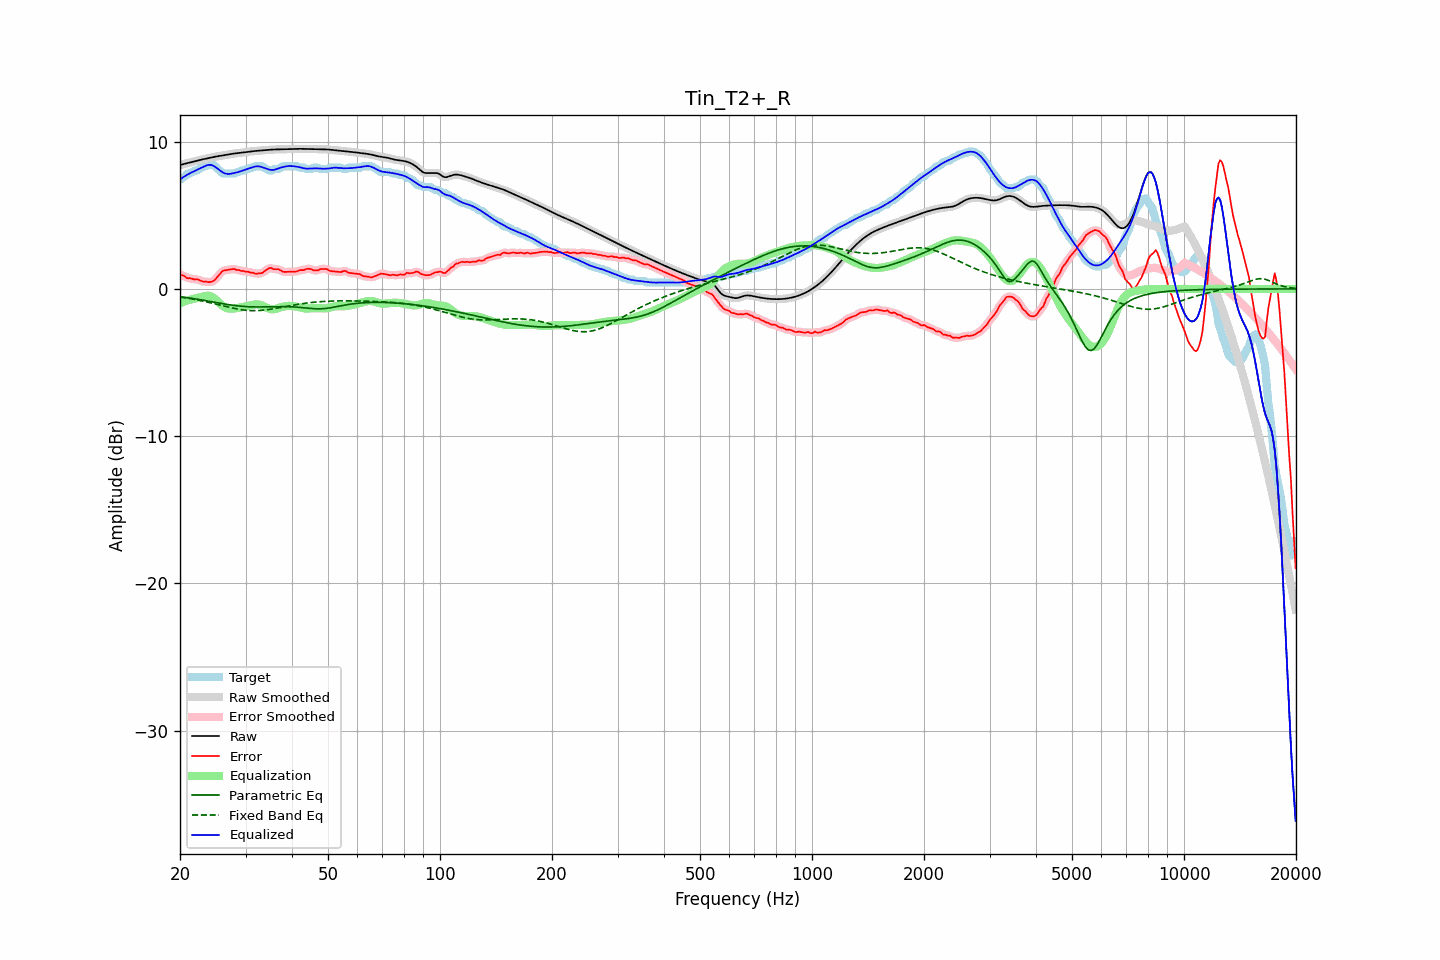 Tin_T2+_R
10
0
−10
−20
−30
Amplitude (dBr)
Target
Raw Smoothed
Error Smoothed
Raw
Error
Equalization
Parametric Eq
Fixed Band Eq
Equalized
20 50 100 200 500 1000 2000 5000 10000 20000
Frequency (Hz)